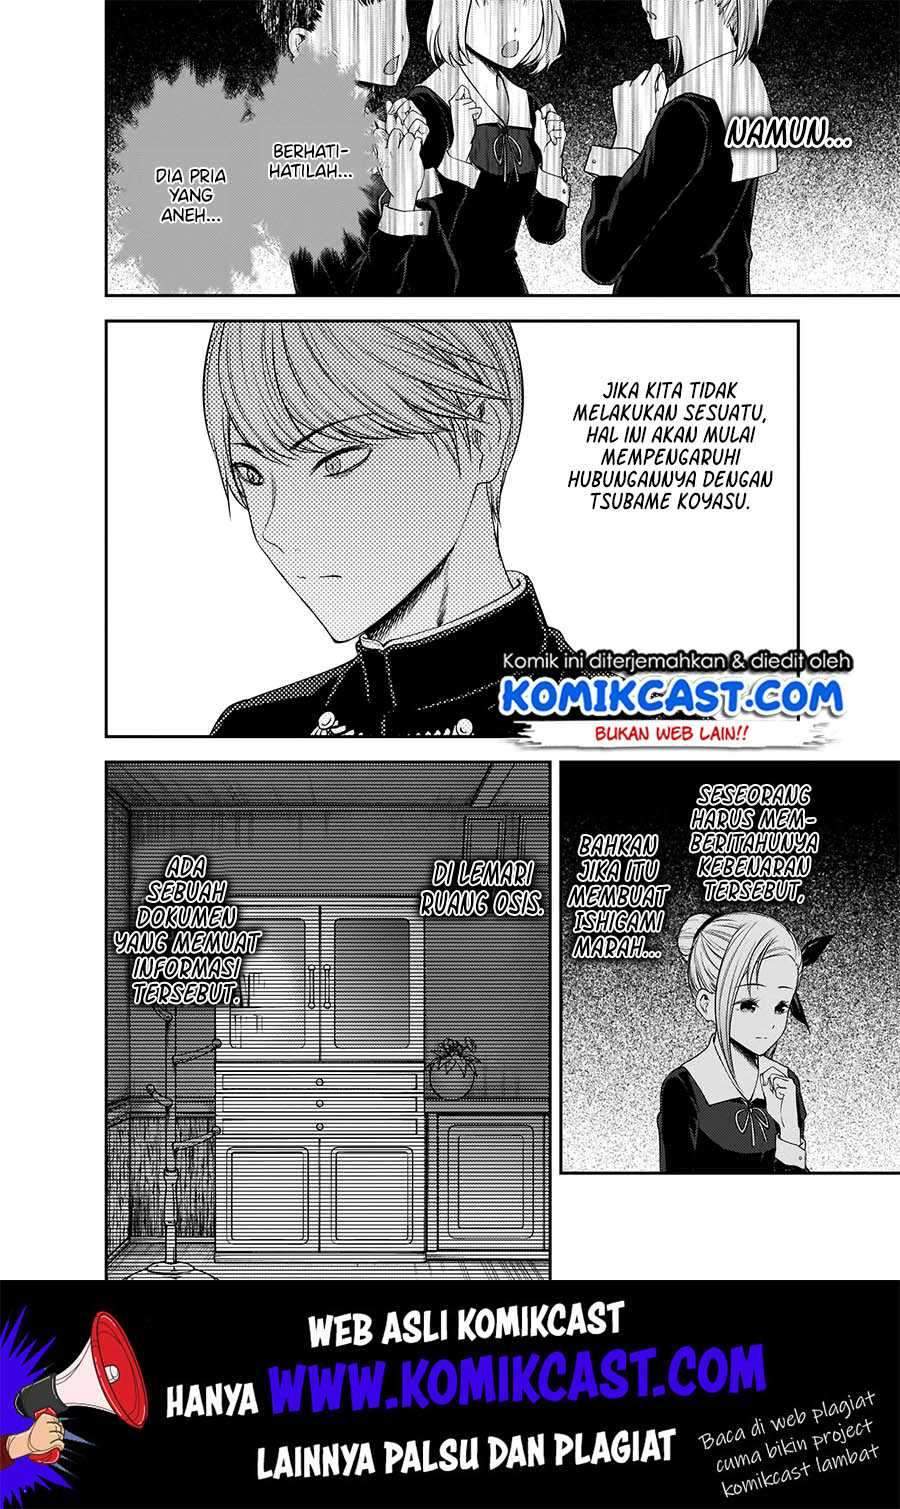 NAMUN...
BERHATI-
HATILAH...
DIA PRIA
YANG
ANEH...
JIKA KITA TIDAK
MELAKUKAN SESUATU,
HAL INI AKAN MULAI
MEMPENGARUHI
HUBUNGANNYA DENGAN
TSUBAME KOYASU.
Komik ini diterjemahkan & diedit oleh
KOMIKCAST.COM
BUKAN WEB LAIN!!
SESEORANG
HARUS MEM-
BERITAHUNYA
KEBENARAN
TERSEBUT,
BAHKAN
JIKA ITU
MEMBUAT
ISHIGAMI
MARAH...
DI LEMARI
RUANG OSIS.
ADA
SEBUAH
DOKUMEN
YANG MEMUAT
INFORMASI
TERSEBUT.
WEB ASLI KOMIKCAST
HANYA WWW.KOMIKCAST.COM
LAINNYA PALSU DAN PLAGIAT
Baca di web plagiat
cuma bikin project
komikcast lambat